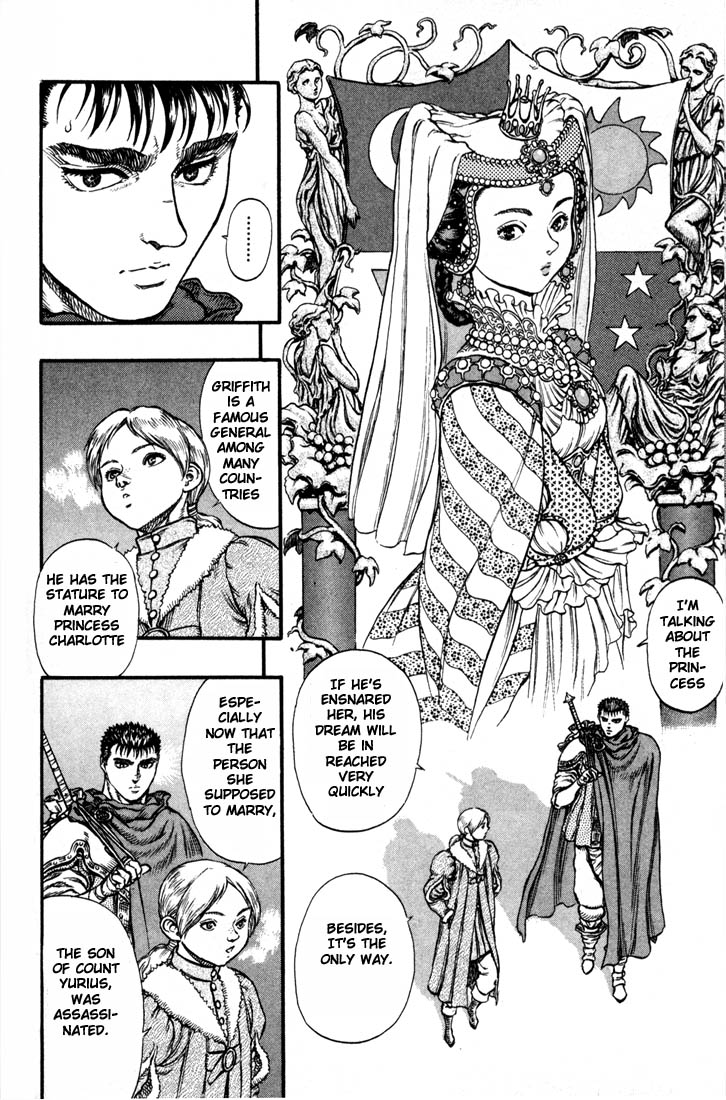 I'M
TALKING
ABOUT
THE
PRIN-
CESS
IF HE'S
ENSNARED
HER, HIS
DREAM WILL
BE IN
REACHED
VERY
QUICKLY
BESIDES,
IT'S THE
ONLY WAY.
.........
GRIFFITH
IS A
FAMOUS
GENERAL
AMONG
MANY
COUN-
TRIES
HE HAS THE
STATURE TO
MARRY
PRINCESS
CHARLOTTE
ESPE-
CIALLY
NOW THAT
THE
PERSON
SHE
SUPPOSED
TO MARRY,
THE SON
OF COUNT
YURIUS,
WAS
ASSASSI-
NATED.